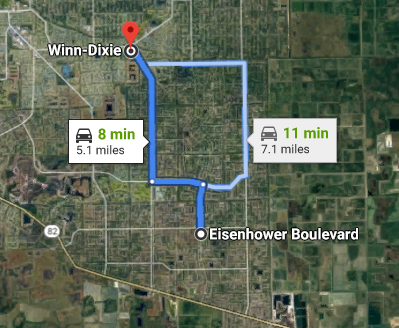 Winn-Dixie
8 min
5.1 miles
11 min
7.1 miles
82
Eisenhower Boulevard